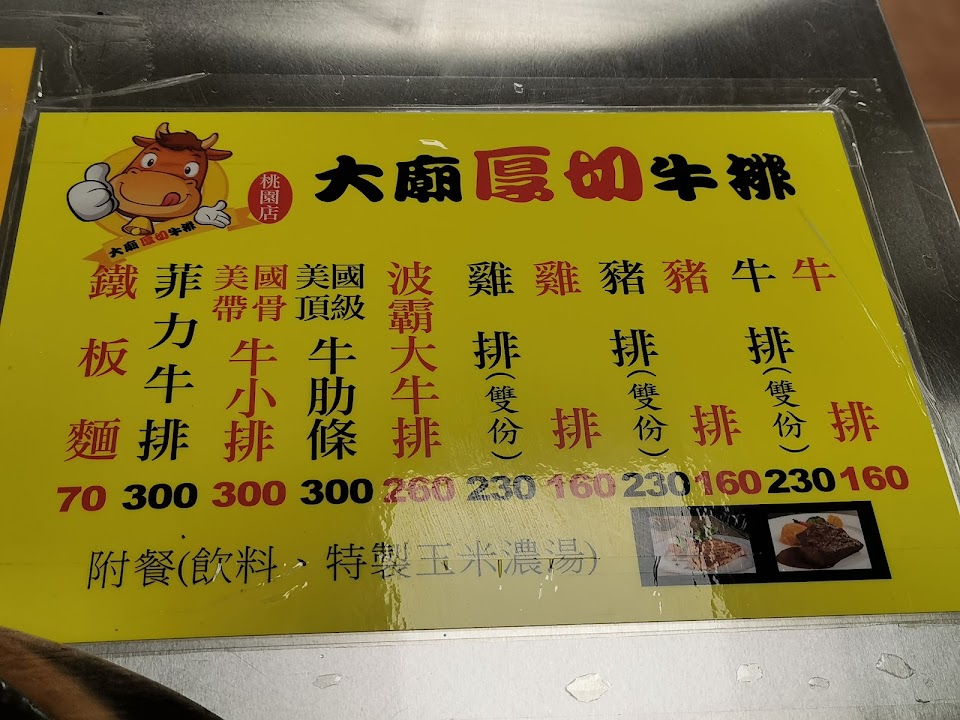 大廟厚切牛排
桃園店
大廟厚切牛排
牛排 160
牛排(雙份) 230
豬排 160
豬排(雙份) 230
雞排 160
雞排(雙份) 230
波霸大牛排 260
美國頂級牛肋條 300
美國帶骨牛小排 300
菲力牛排 300
鐵板麵 70
附餐(飲料、特製玉米濃湯)